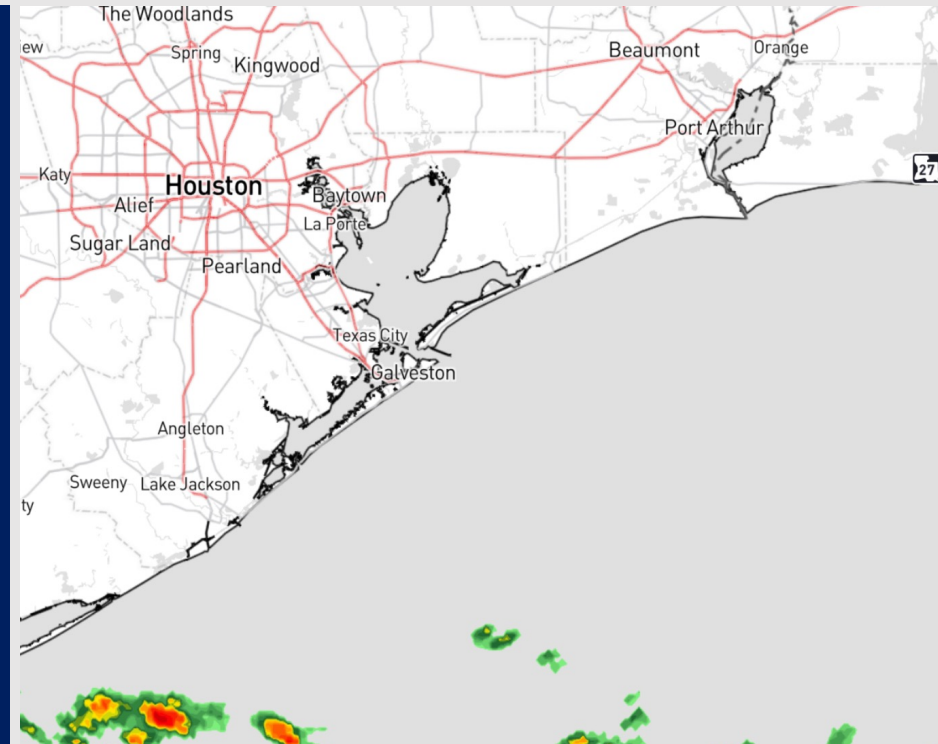 The Woodlands
ew
Spring
Kingwood
Beaumont
Orange
Port Arthur
Katy
Houston
Baytown
27
Alief
La Porte
Sugar Land
Pearland
Texas City
Galveston
Angleton
Sweeny
Lake Jackson
ty